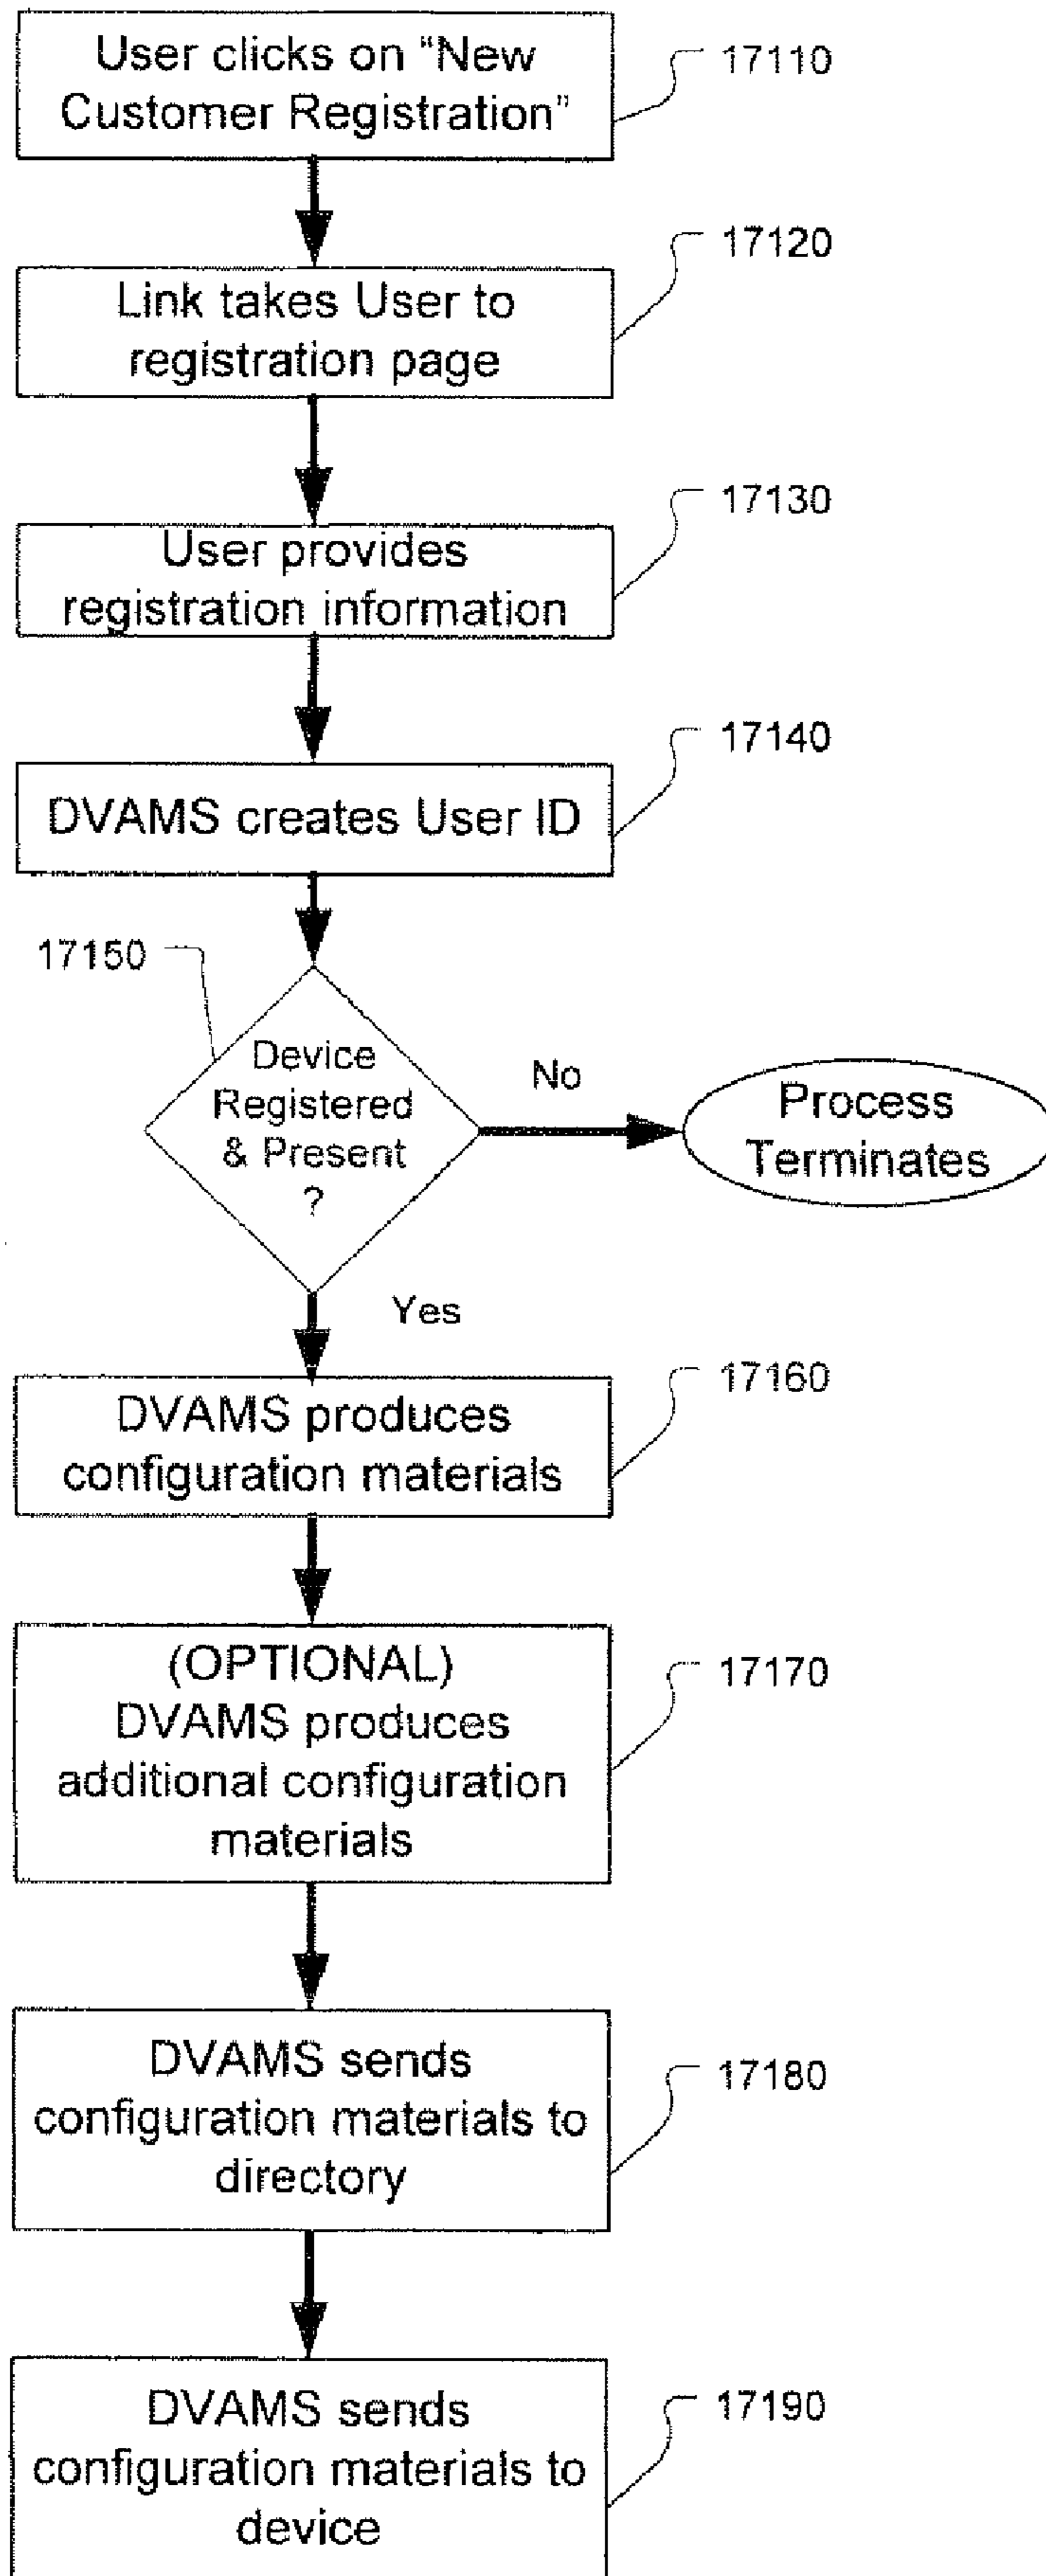 User clicks on “New
Customer Registration”
17110
17120
Link takes User to
registration page
17130
User provides
registration information
17140
DVAMS creates User ID
17150
Device
Registered
& Present
?
No
Process
Terminates
Yes
17160
DVAMS produces
configuration materials
(OPTIONAL)
DVAMS produces
additional configuration
materials
17170
DVAMS sends
configuration materials to
directory
17180
DVAMS sends
configuration materials to
device
17190